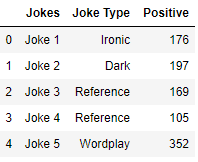 Jokes Joke Type Positive
0 Joke 1 Ironic 176
1 Joke 2 Dark 197
2 Joke 3 Reference 169
3 Joke 4 Reference 105
4 Joke 5 Wordplay 352